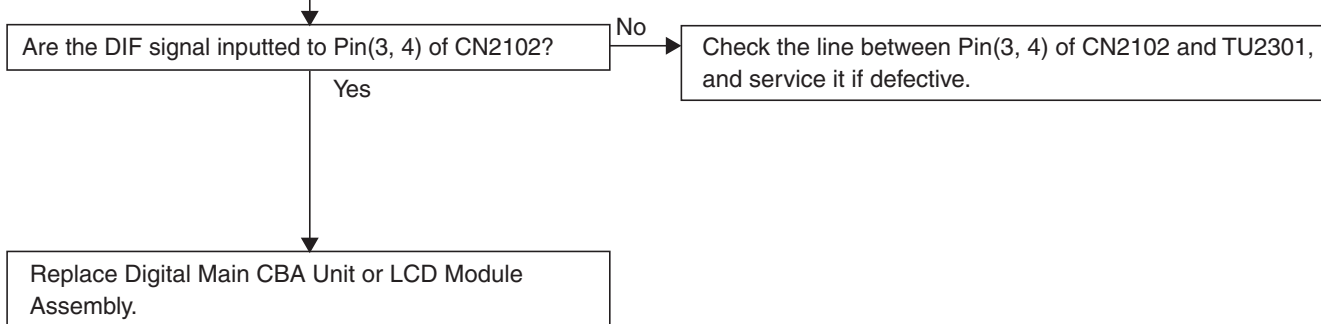 Are the DIF signal inputted to Pin(3, 4) of CN2102?
No
Check the line between Pin(3, 4) of CN2102 and TU2301,
and service it if defective.
Yes
Replace Digital Main CBA Unit or LCD Module
Assembly.